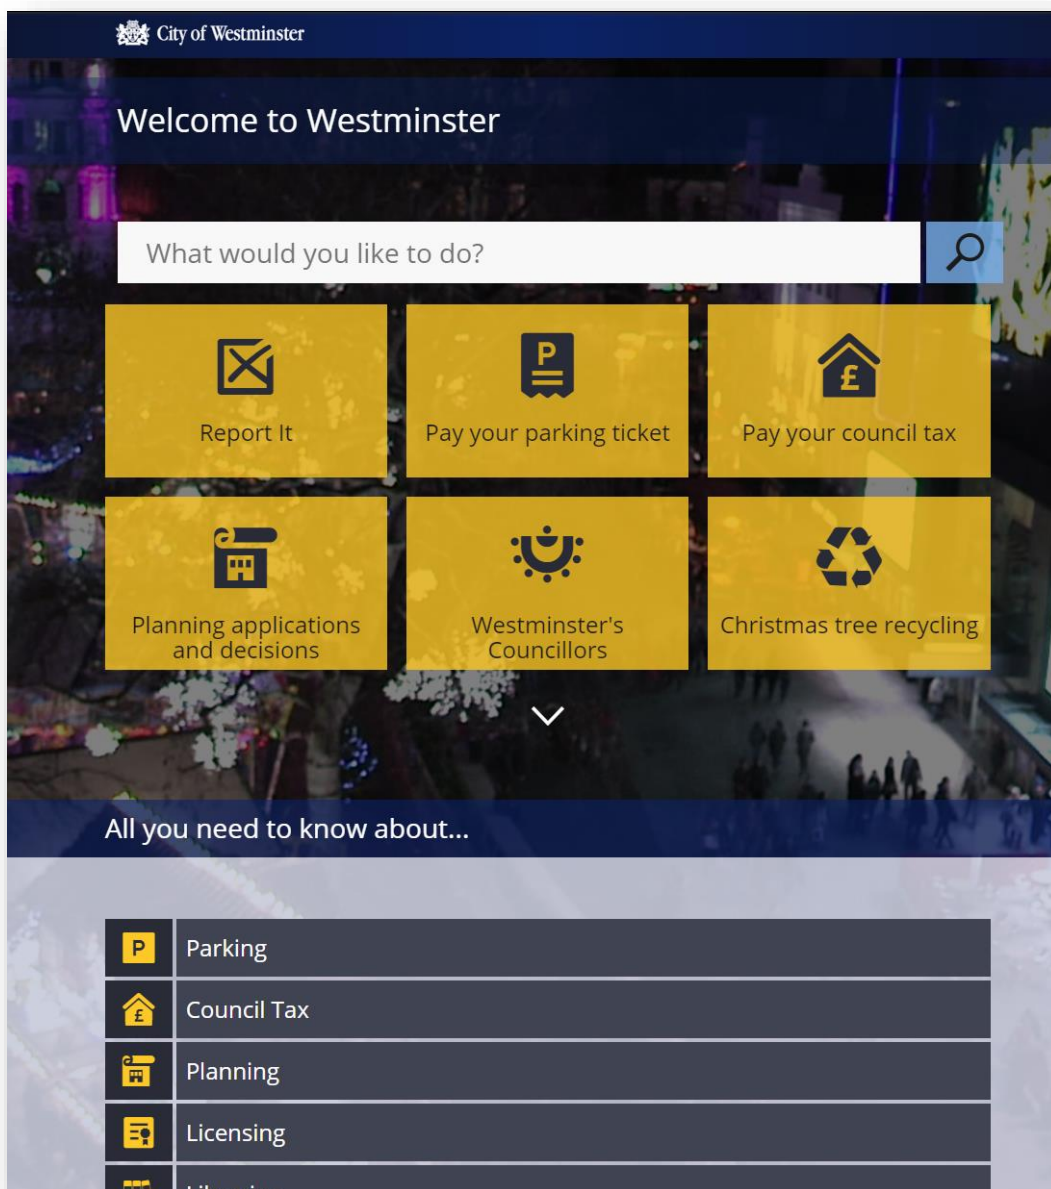 City of Westminster
Welcome to Westminster
What would you like to do?
Report It
Pay your parking ticket
Pay your council tax
Planning applications
and decisions
Westminster's
Councillors
Christmas tree recycling
All you need to know about...
P Parking
£ Council Tax
Planning
Licensing